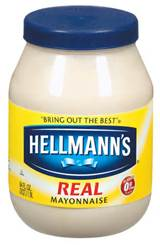 "BRING OUT THE BEST"®
HELLMANN'S®
REAL
MAYONNAISE